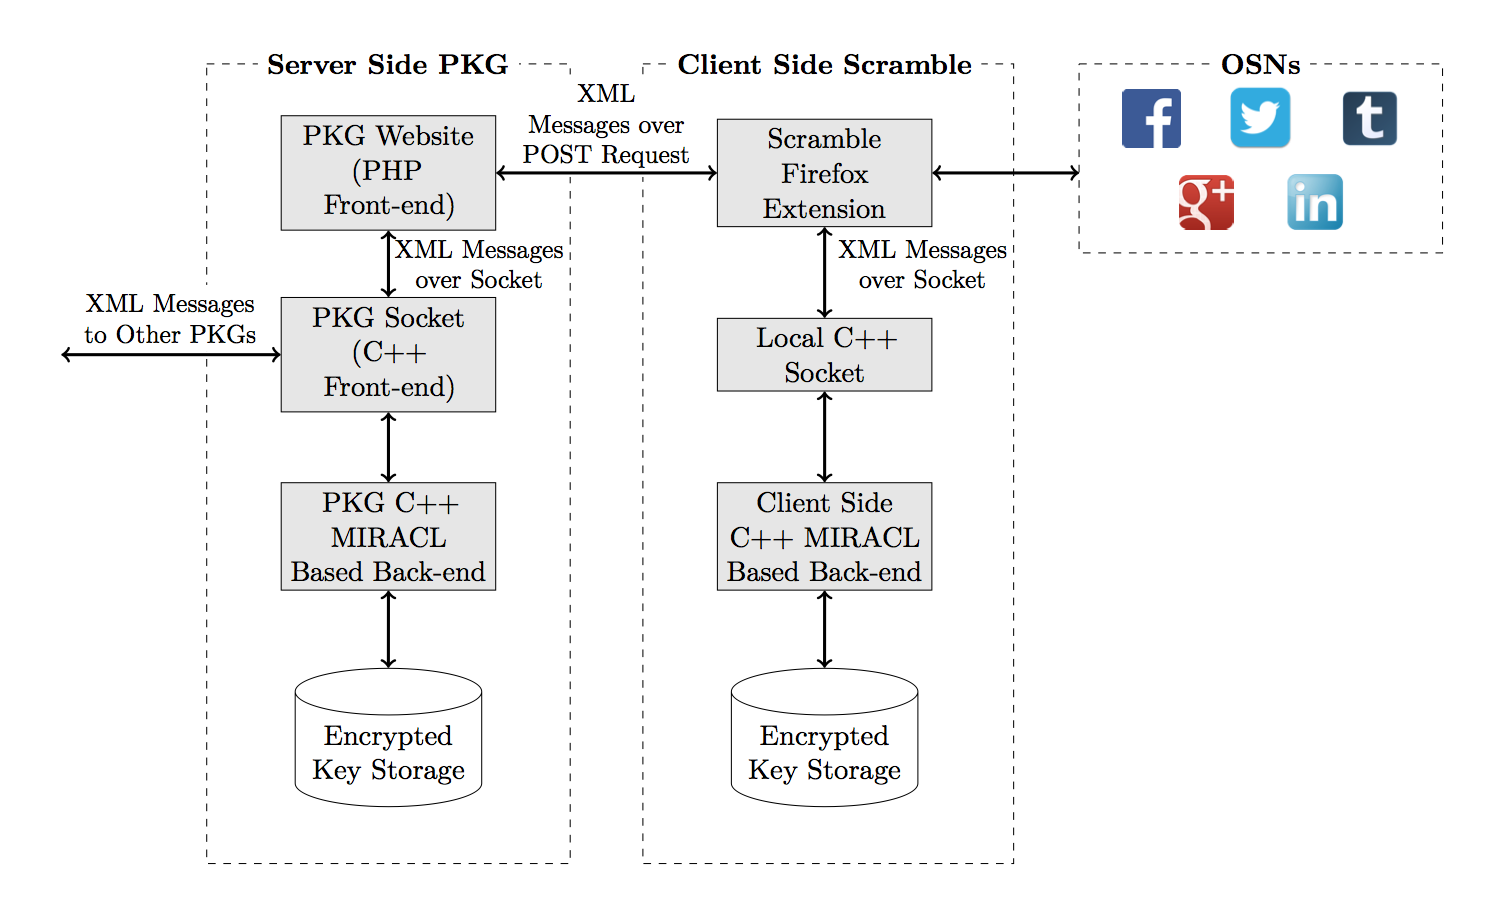 Server Side PKG
Client Side Scramble
OSNs
XML
Messages over
POST Request
PKG Website
(PHP
Front-end)
Scramble
Firefox
Extension
f
t
g+
in
XML Messages
over Socket
XML Messages
over Socket
XML Messages
to Other PKGs
PKG Socket
(C++
Front-end)
Local C++
Socket
PKG C++
MIRACL
Based Back-end
Client Side
C++ MIRACL
Based Back-end
Encrypted
Key Storage
Encrypted
Key Storage